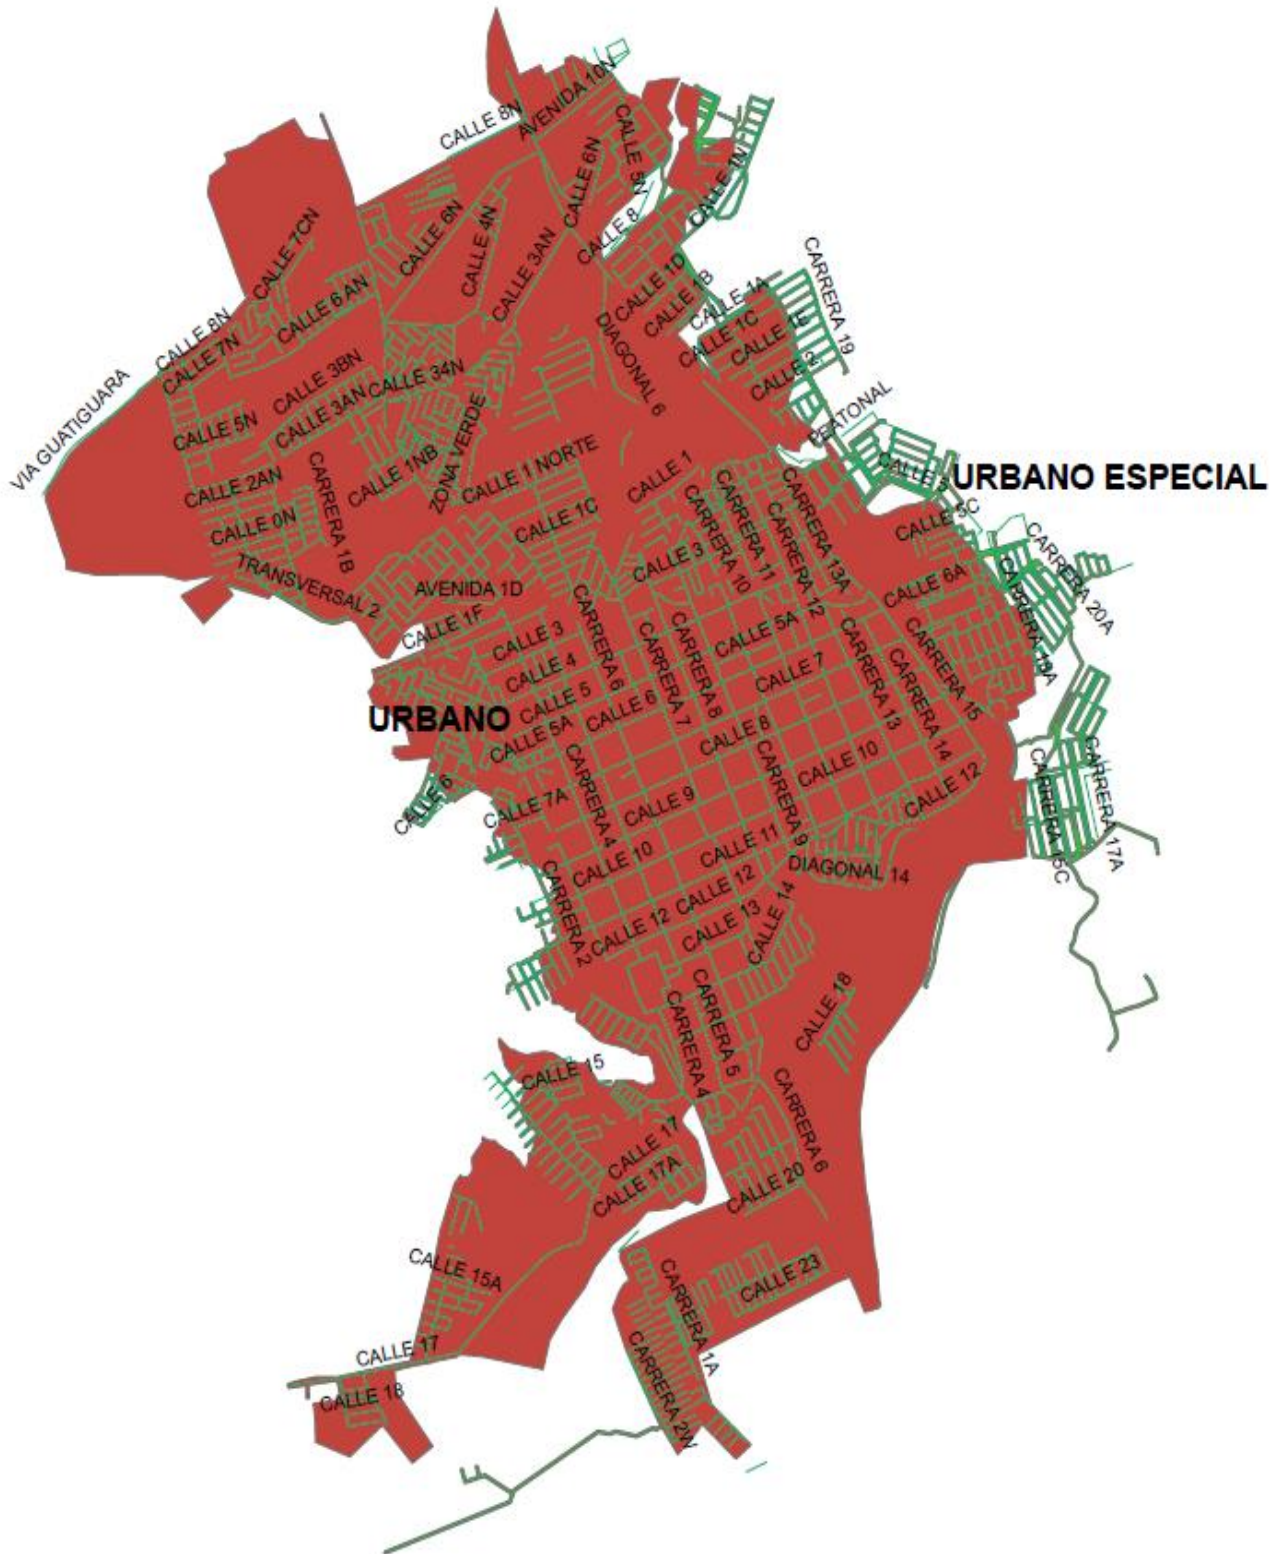 AVENIDA 10N
CALLE 8N
CALLE 5N
CALLE 6N
CALLE 1N
CALLE 8
CALLE 7CN
CALLE 6N
CALLE 4N
CALLE 3AN
CALLE 6 AN
CALLE 1D
CALLE 1B
CALLE 1A
CARRERA 19
CALLE 8N
CALLE 7N
DIAGONAL 6
CALLE 1C
CALLE 1E
CALLE 2
VIA GUATIGUARA
CALLE 3BN
CALLE 34N
CALLE 3AN
CALLE 5N
PEATONAL
ZONA VERDE
CALLE 1NB
CALLE 1 NORTE
CALLE 1
URBANO ESPECIAL
CALLE 2AN
CARRERA 1B
CALLE 0N
CALLE 1C
CARRERA 10
CARRERA 11
CARRERA 12
CARRERA 13A
CALLE 5C
TRANSVERSAL 2
AVENIDA 1D
CALLE 3
CALLE 6A
CARRERA 20A
CARRERA 19A
CALLE 1F
CALLE 3
CALLE 4
CALLE 5
CALLE 5A
CARRERA 6
CALLE 6
CARRERA 7
CARRERA 8
CALLE 5A
CALLE 7
CARRERA 13
CARRERA 14
CARRERA 15
URBANO
CALLE 8
CALLE 6
CALLE 7A
CARRERA 4
CALLE 9
CARRERA 9
CALLE 10
CALLE 12
CARRERA 15C
CARRERA 17A
CALLE 10
CALLE 11
DIAGONAL 14
CARRERA 2
CALLE 12
CALLE 12
CALLE 13
CALLE 14
CARRERA 4
CARRERA 5
CALLE 18
CALLE 15
CARRERA 6
CALLE 17
CALLE 17A
CALLE 20
CALLE 15A
CARRERA 1A
CALLE 23
CALLE 17
CALLE 18
CARRERA 2W